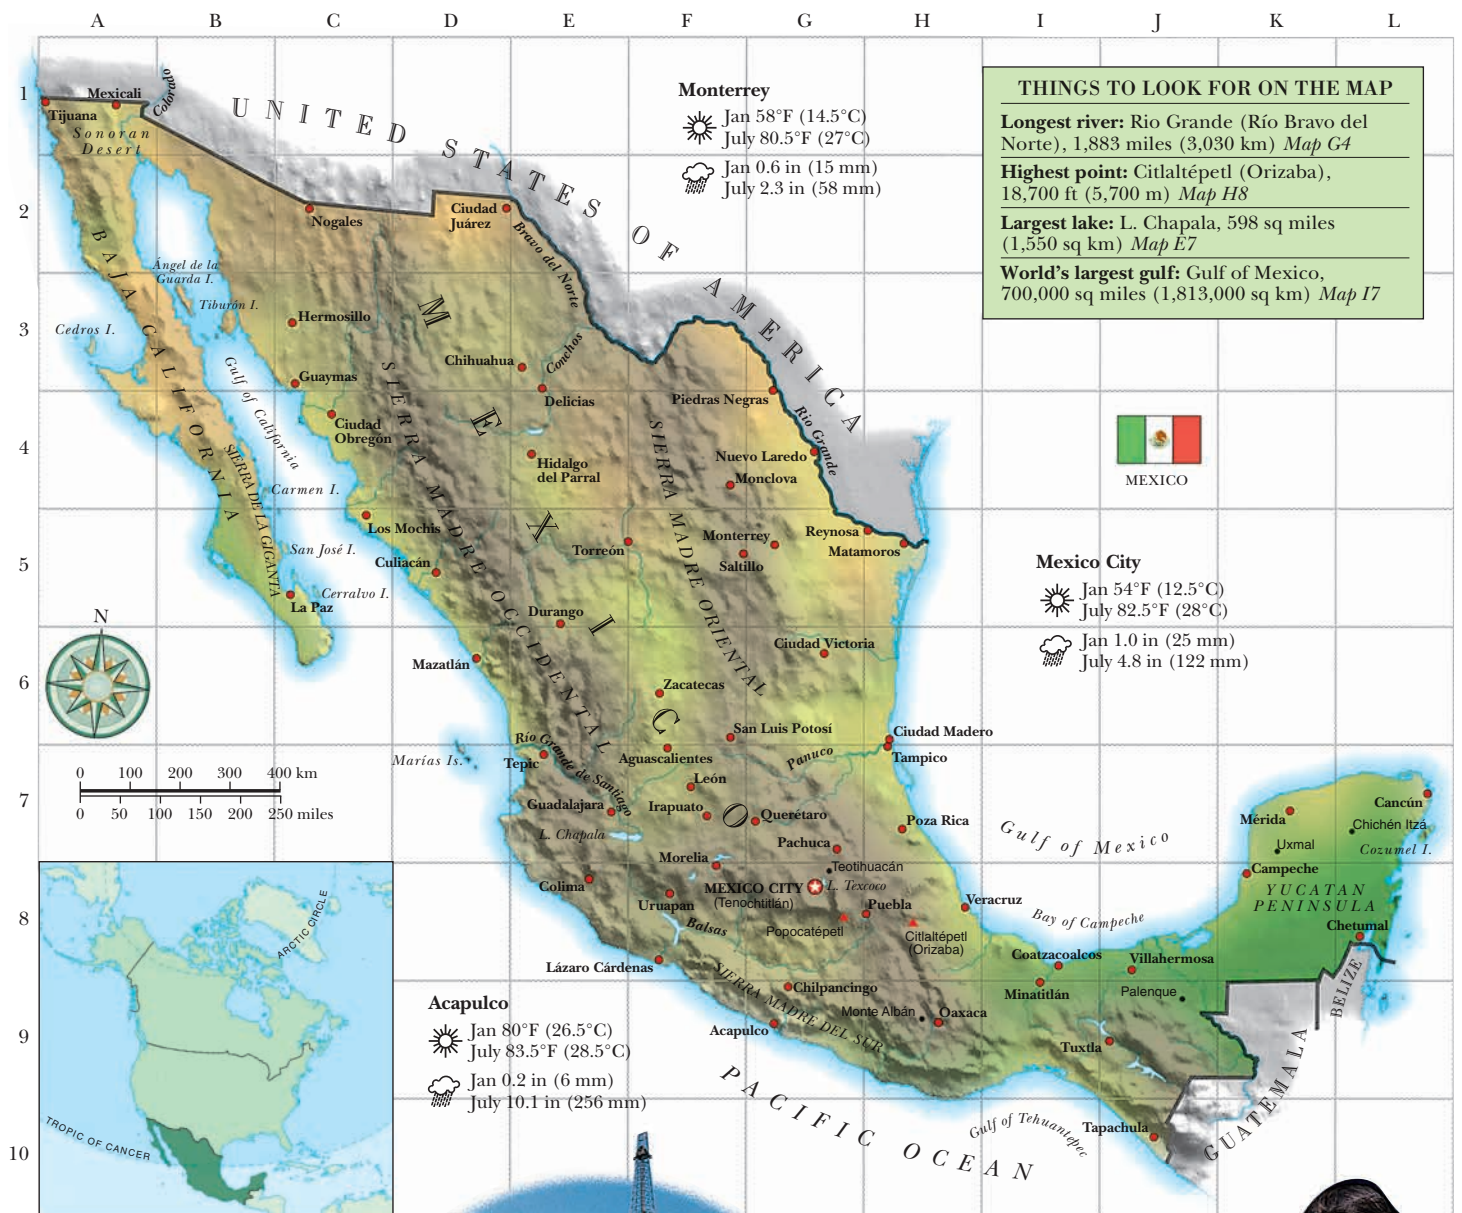 A B C D E F G H I J K L
1
2
3
4
5
6
7
8
9
10
THINGS TO LOOK FOR ON THE MAP
Longest river: Rio Grande (Río Bravo del
Norte), 1,883 miles (3,030 km) Map G4
Highest point: Citlaltépetl (Orizaba),
18,700 ft (5,700 m) Map H8
Largest lake: L. Chapala, 598 sq miles
(1,550 sq km) Map E7
World's largest gulf: Gulf of Mexico,
700,000 sq miles (1,813,000 sq km) Map I7
Monterrey
Jan 58°F (14.5°C)
July 80.5°F (27°C)
Jan 0.6 in (15 mm)
July 2.3 in (58 mm)
UNITED STATES OF AMERICA
Mexicali
Colorado
Tijuana
Sonoran
Desert
Nogales
Ciudad
Juárez
Bravo del Norte
BAJA CALIFORNIA
Ángel de la
Guarda I.
Tiburón I.
Cedros I.
Hermosillo
MEXICO
Chihuahua
Conchos
Guaymas
Delicias
Gulf of California
SIERRA MADRE OCCIDENTAL
Piedras Negras
Rio Grande
Ciudad
Obregón
SIERRA MADRE ORIENTAL
Nuevo Laredo
Hidalgo
del Parral
Monclova
MEXICO
SIERRA DE LA GIGANTA
Carmen I.
Los Mochis
Reynosa
Monterrey
Matamoros
San José I.
Torreón
Saltillo
Culiacán
Cerralvo I.
La Paz
Durango
Mexico City
Jan 54°F (12.5°C)
July 82.5°F (28°C)
Jan 1.0 in (25 mm)
July 4.8 in (122 mm)
N
Ciudad Victoria
Mazatlán
Zacatecas
San Luis Potosí
Ciudad Madero
Marías Is.
Río Grande de Santiago
Tepic
Aguascalientes
Panuco
Tampico
0 100 200 300 400 km
0 50 100 150 200 250 miles
León
Guadalajara
Irapuato
Querétaro
Poza Rica
L. Chapala
Pachuca
Gulf of Mexico
Cancún
Mérida
Chichén Itzá
Uxmal
Cozumel I.
Morelia
Teotihuacán
Campeche
Colima
MEXICO CITY
L. Texcoco
(Tenochtitlán)
YUCATAN
PENINSULA
Uruapan
Puebla
Veracruz
Balsas
Popocatépetl
Citlaltépetl
(Orizaba)
Bay of Campeche
Chetumal
Coatzacoalcos
Villahermosa
Lázaro Cárdenas
BELIZE
SIERRA MADRE DEL SUR
Chilpancingo
Minatitlán
Palenque
Monte Albán
Oaxaca
Acapulco
Tuxtla
GUATEMALA
Acapulco
Jan 80°F (26.5°C)
July 83.5°F (28.5°C)
Jan 0.2 in (6 mm)
July 10.1 in (256 mm)
PACIFIC OCEAN
Gulf of Tehuantepec
Tapachula
ARCTIC CIRCLE
TROPIC OF CANCER